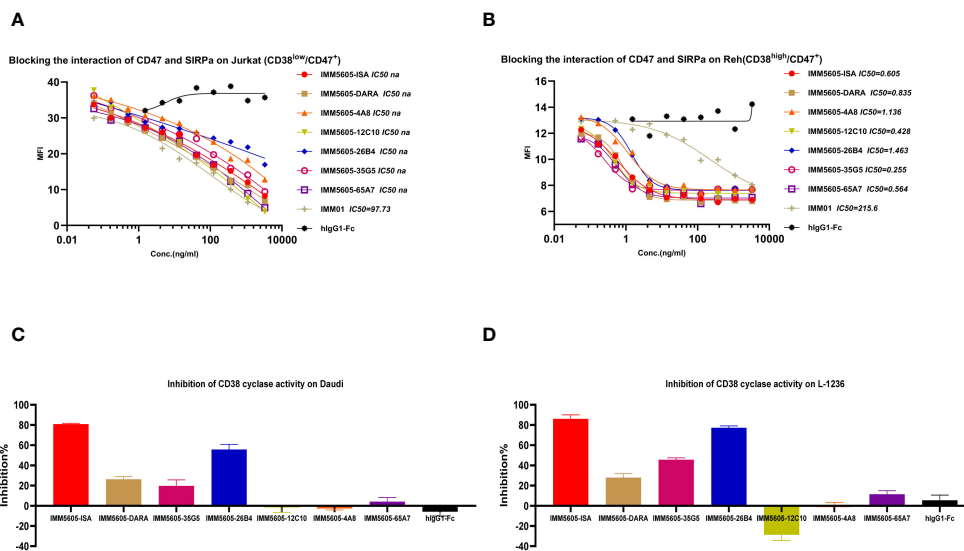 A
Blocking the interaction of CD47 and SIRPa on Jurkat (CD38low/CD47+)
40
30
20
10
0
MFI
0.01
1
100
10000
Conc.(ng/ml)
IMM5605-ISA IC50 na
IMM5605-DARA IC50 na
IMM5605-4A8 IC50 na
IMM5605-12C10 IC50 na
IMM5605-26B4 IC50 na
IMM5605-35G5 IC50 na
IMM5605-65A7 IC50 na
IMM01 IC50=97.73
hIgG1-Fc
B
Blocking the interaction of CD47 and SIRPa on Reh(CD38high/CD47+)
16
14
12
10
8
6
MFI
0.01
1
100
10000
Conc.(ng/ml)
IMM5605-ISA IC50=0.605
IMM5605-DARA IC50=0.835
IMM5605-4A8 IC50=1.136
IMM5605-12C10 IC50=0.428
IMM5605-26B4 IC50=1.463
IMM5605-35G5 IC50=0.255
IMM5605-65A7 IC50=0.564
IMM01 IC50=215.6
hIgG1-Fc
C
Inhibition of CD38 cyclase activity on Daudi
100
80
60
40
20
0
-20
-40
Inhibition%
IMM5605-ISA
IMM5605-DARA
IMM5605-35G5
IMM5605-26B4
IMM5605-12C10
IMM5605-4A8
IMM5605-65A7
hIgG1-Fc
D
Inhibition of CD38 cyclase activity on L-1236
100
80
60
40
20
0
-20
-40
Inhibition%
IMM5605-ISA
IMM5605-DARA
IMM5605-35G5
IMM5605-26B4
IMM5605-12C10
IMM5605-4A8
IMM5605-65A7
hIgG1-Fc